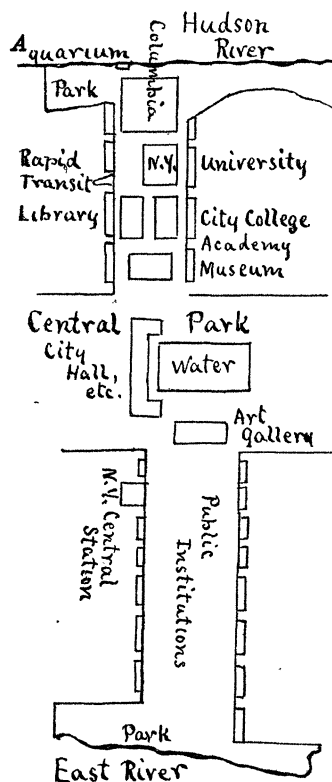 Hudson
River
Aquarium
Columbia
Park
Rapid
Transit
N.Y.
University
Library
City College
Academy
Museum
Central
Park
City
Hall,
etc.
Water
Art
gallery
N.Y. Central
Station
Public
Institutions
Park
East River